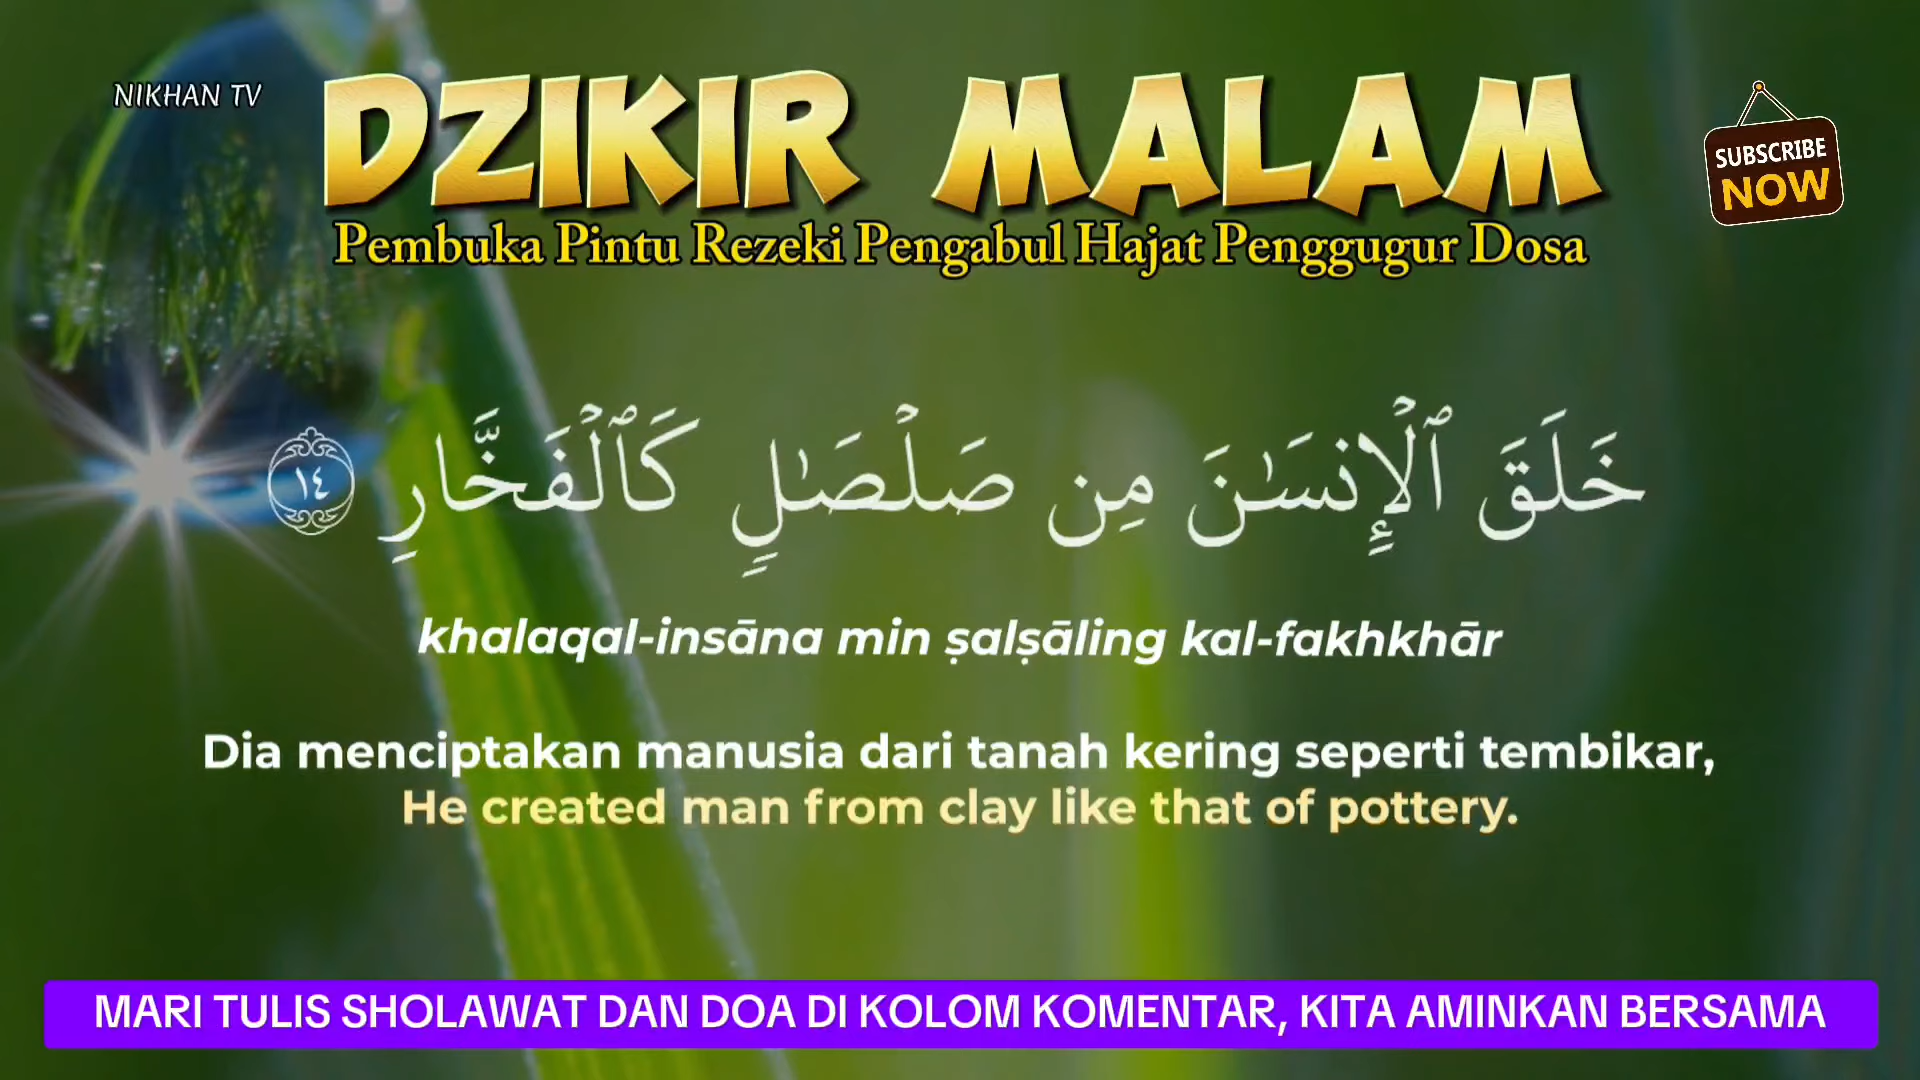 NIKHAN TV
DZIKIR MALAM
SUBSCRIBE
NOW
Pembuka Pintu Rezeki Pengabul Hajat Penggugur Dosa
خَلَقَ ٱلْإِنسَـٰنَ مِن صَلْصَـٰلٍ كَٱلْفَخَّارِ ١٤
khalaqal-insāna min ṣalṣāling kal-fakhkhār
Dia menciptakan manusia dari tanah kering seperti tembikar,
He created man from clay like that of pottery.
MARI TULIS SHOLAWAT DAN DOA DI KOLOM KOMENTAR, KITA AMINKAN BERSAMA